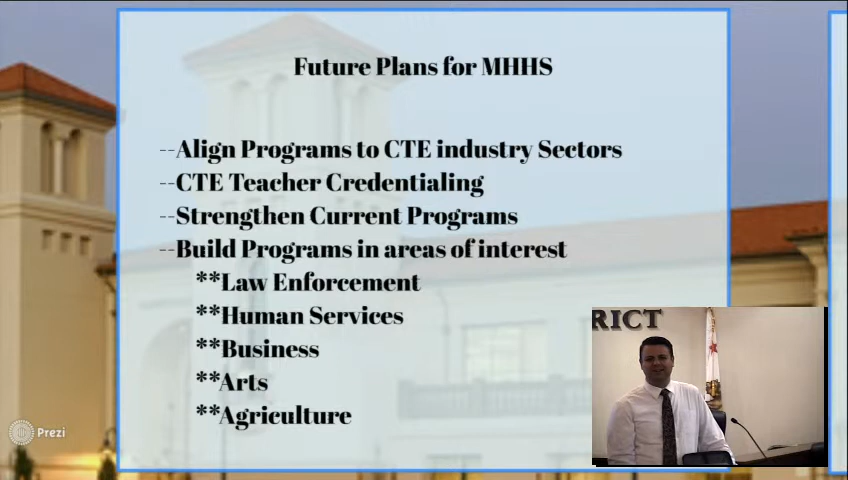 Future Plans for MHHS
--Align Programs to CTE industry Sectors
--CTE Teacher Credentialing
--Strengthen Current Programs
--Build Programs in areas of interest
**Law Enforcement
**Human Services
**Business
**Arts
**Agriculture
RICT
Prezi